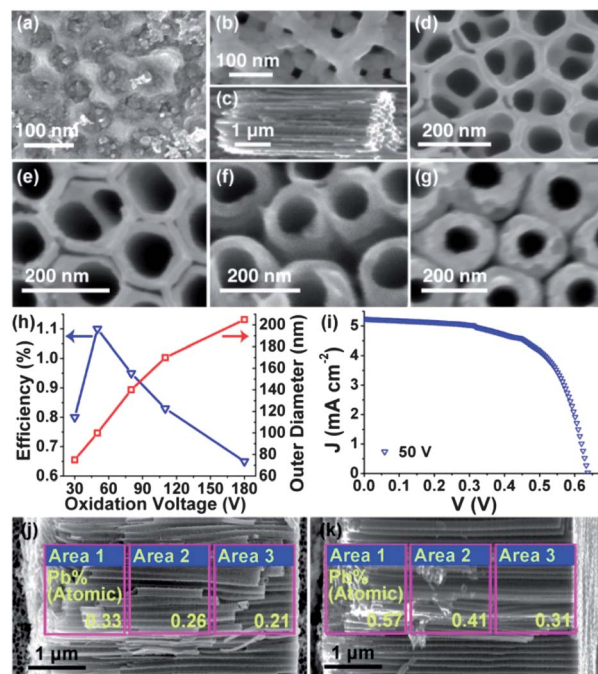 (a)
100 nm
(b)
100 nm
(c)
1 µm
(d)
200 nm
(e)
200 nm
(f)
200 nm
(g)
200 nm
(h)
Efficiency (%)
1.1
1.0
0.9
0.8
0.7
0.6
30 60 90 120 150 180
Oxidation Voltage (V)
200
180
160
140
120
100
80
60
Outer Diameter (nm)
(i)
J (mA cm-2)
5
4
3
2
1
0
0.0 0.1 0.2 0.3 0.4 0.5 0.6
V (V)
50 V
(j)
Area 1 Area 2 Area 3
Pb%
(Atomic)
0.33 0.26 0.21
1 µm
(k)
Area 1 Area 2 Area 3
Pb%
(Atomic)
0.57 0.41 0.31
1 µm